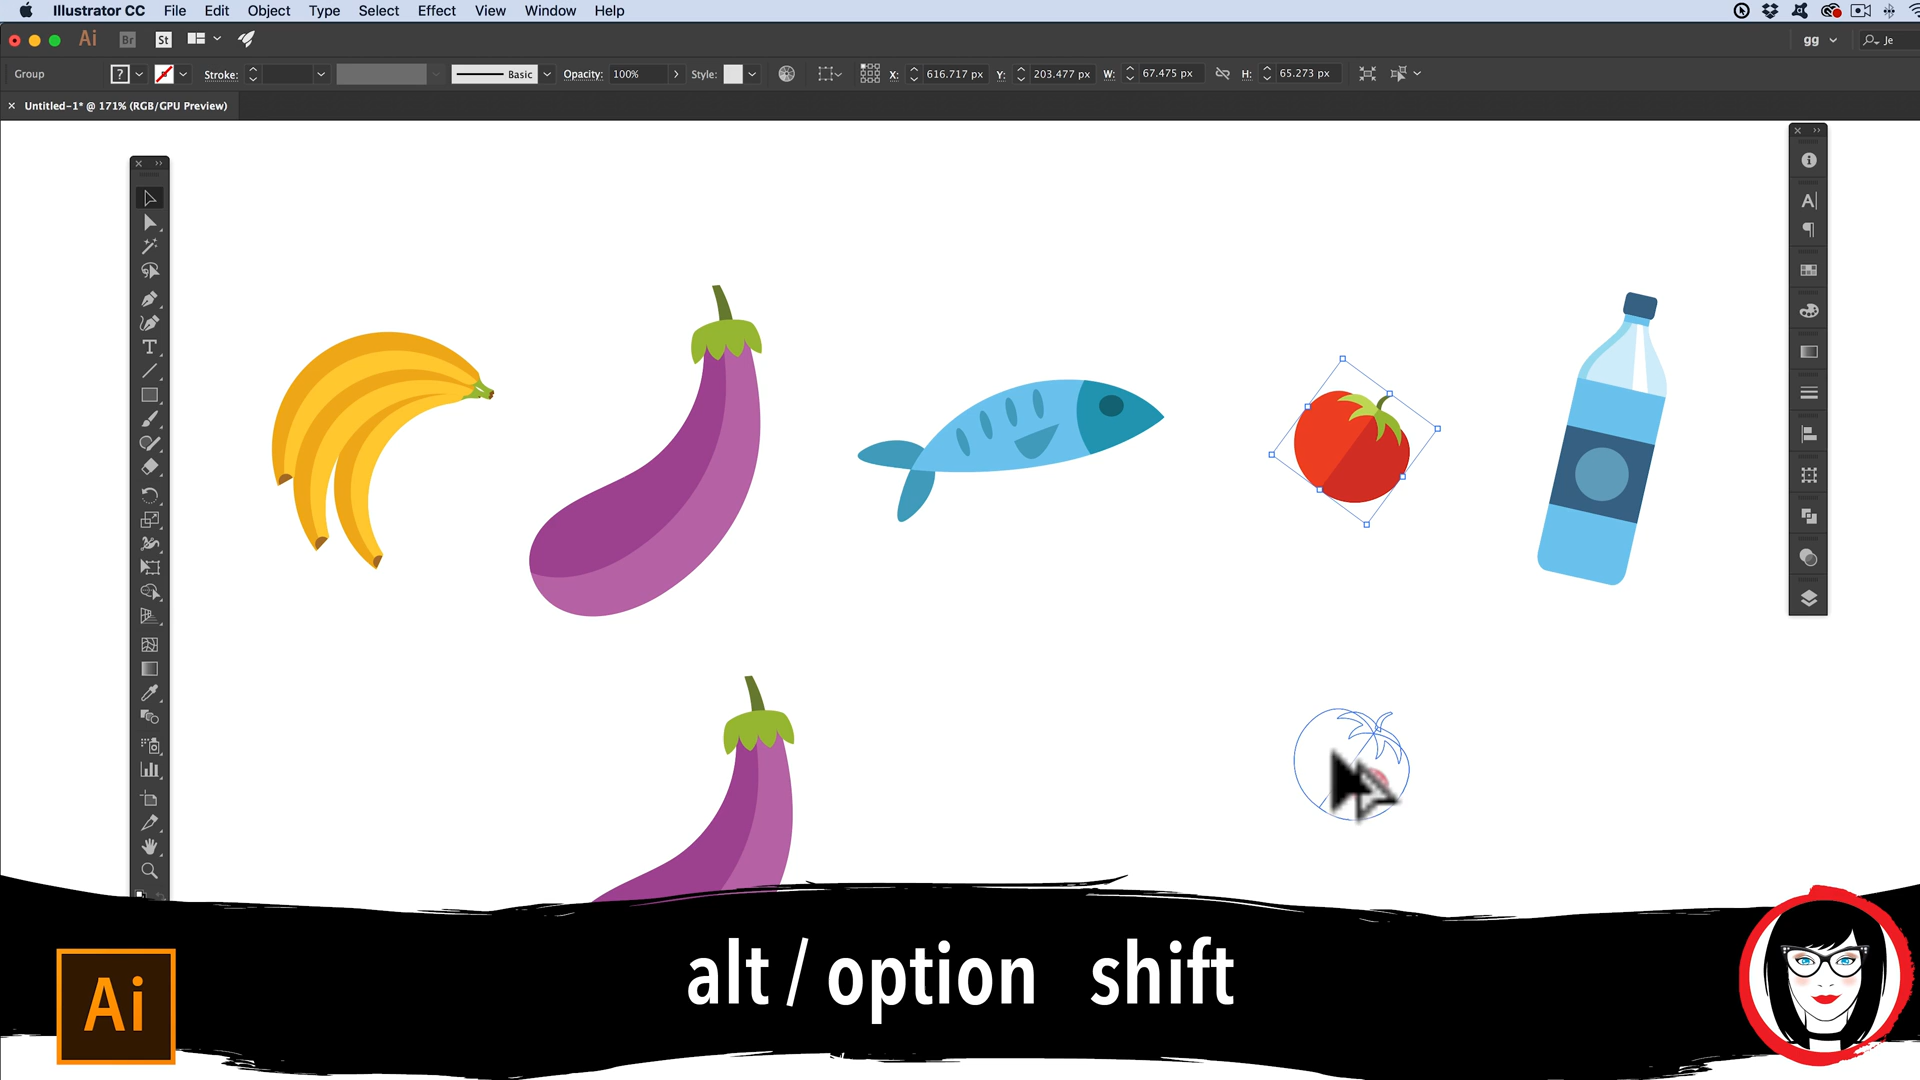 Illustrator CC File Edit Object Type Select Effect View Window Help
Ai Br St gg Je
Group ? Stroke: Basic Opacity: 100% Style: X: 616.717 px Y: 203.477 px W: 67.475 px H: 65.273 px
Untitled-1* @ 171% (RGB/GPU Preview)
alt / option shift
Ai